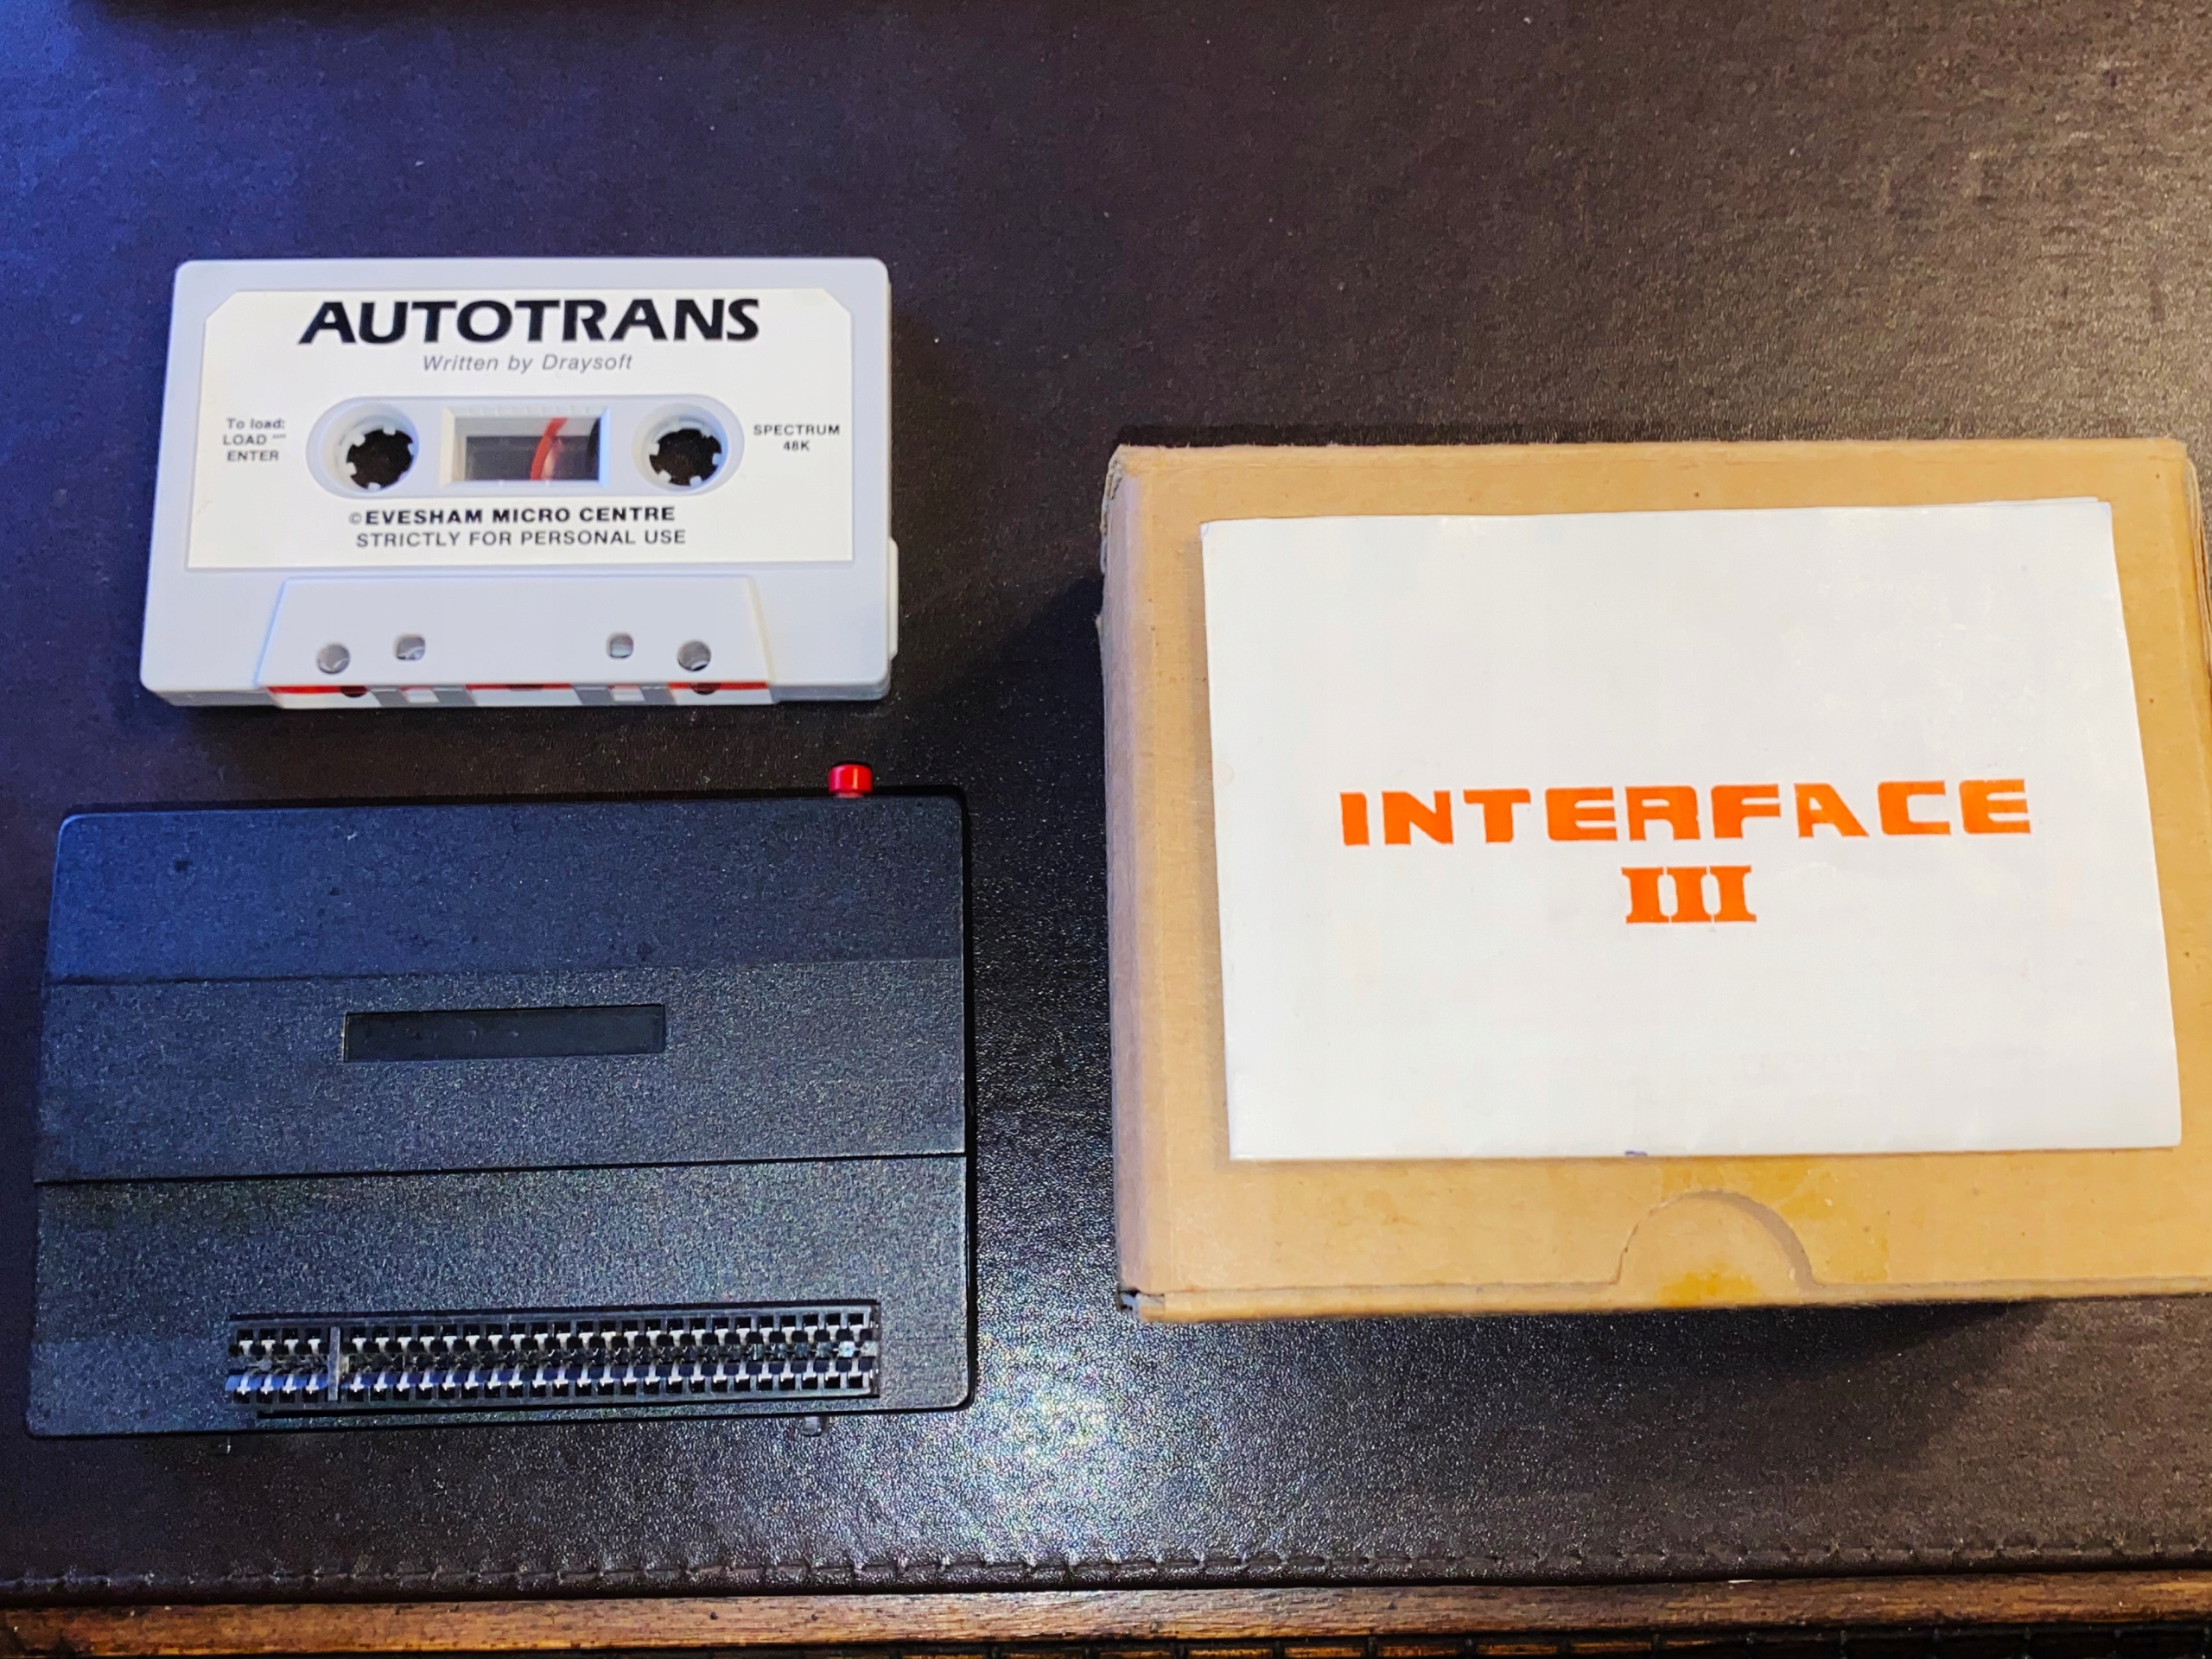 AUTOTRANS
Written by Draysoft
To load:
LOAD ""
ENTER
SPECTRUM
48K
©EVESHAM MICRO CENTRE
STRICTLY FOR PERSONAL USE
INTERFACE
III